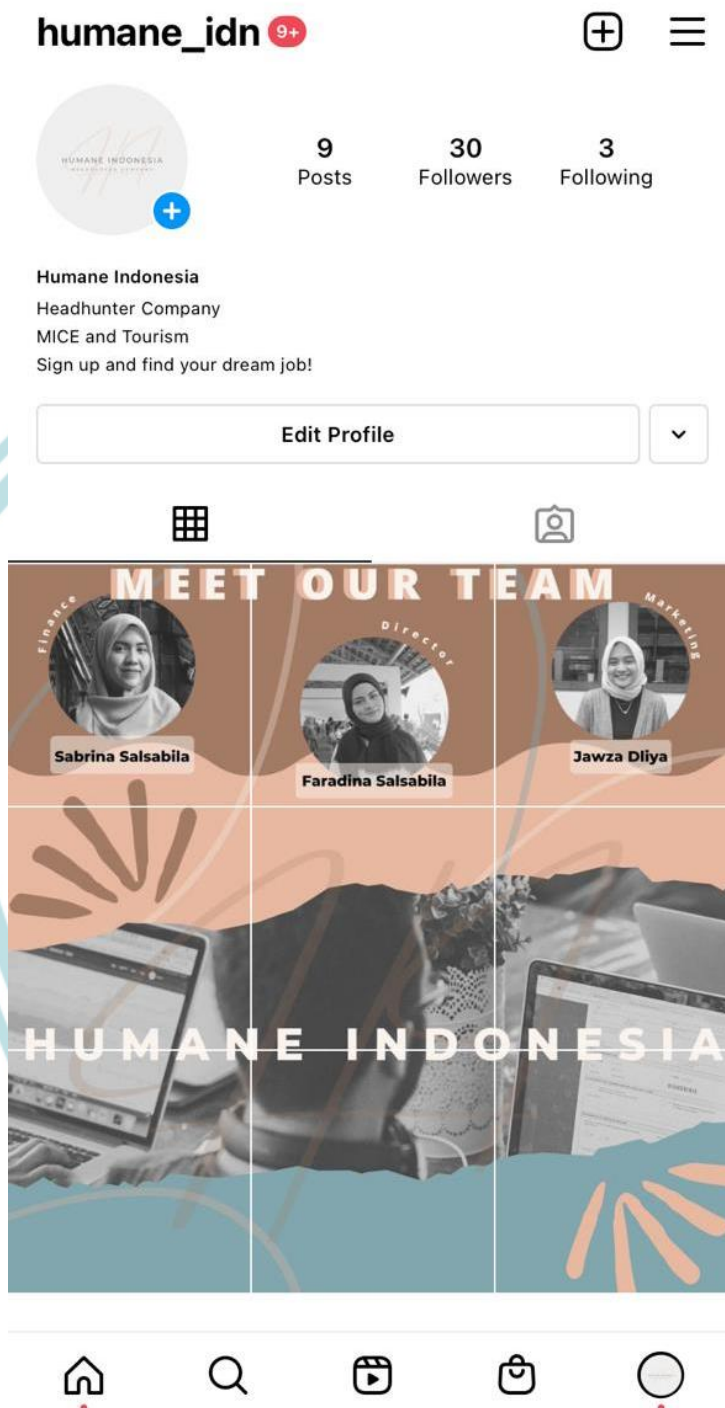 humane_idn 9+
HUMANE INDONESIA
9 30 3
Posts Followers Following
Humane Indonesia
Headhunter Company
MICE and Tourism
Sign up and find your dream job!
Edit Profile
MEET OUR TEAM
Finance
Director
Marketing
Sabrina Salsabila
Faradina Salsabila
Jawza Dliya
HUMANE INDONESIA